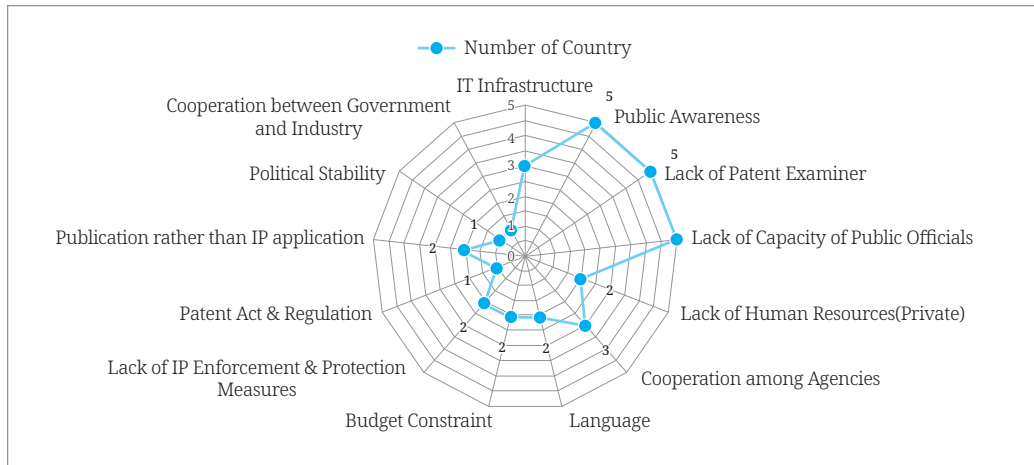 Number of Country
IT Infrastructure
5
Public Awareness
5
Lack of Patent Examiner
Lack of Capacity of Public Officials
2
Lack of Human Resources(Private)
3
Cooperation among Agencies
2
Language
2
Budget Constraint
2
Lack of IP Enforcement & Protection
Measures
1
Patent Act & Regulation
2
Publication rather than IP application
1
Political Stability
Cooperation between Government
and Industry
5
4
3
2
1
0